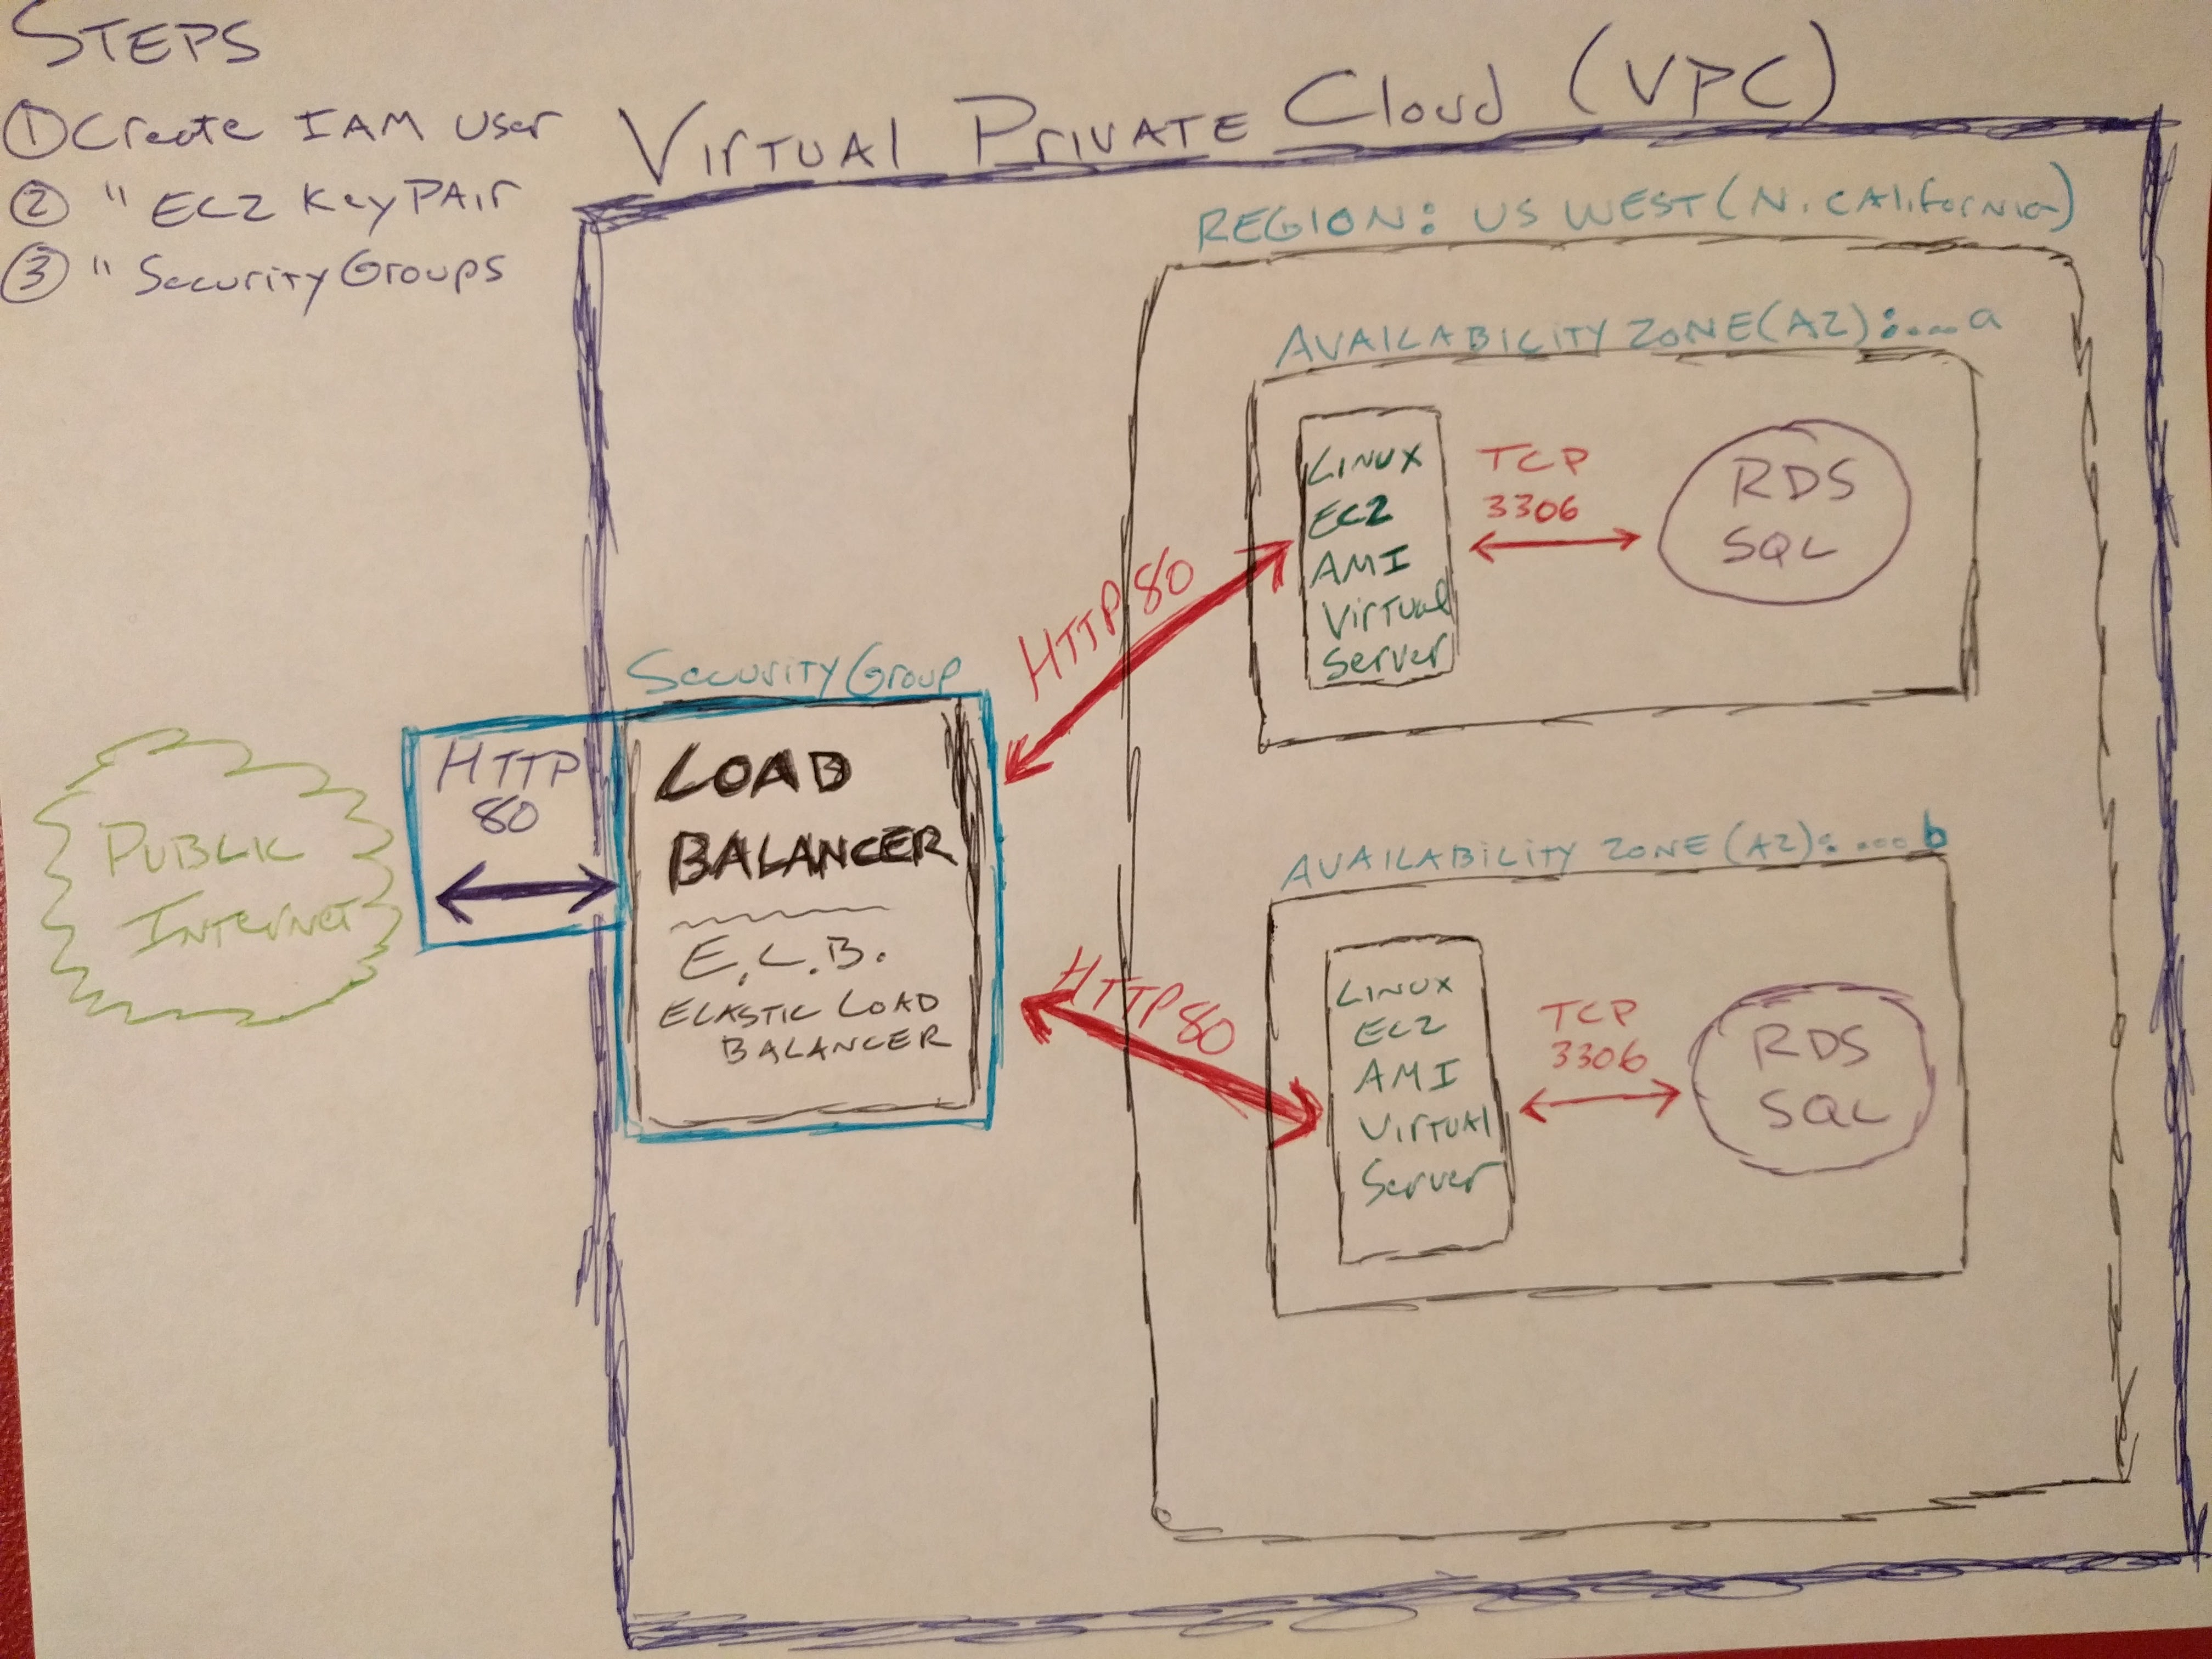 STEPS
① Create IAM User
② " EC2 KeyPAir
③ " Security Groups
Virtual Private Cloud (VPC)
REGION: US WEST (N. CAlifornia)
AVAILABILITY ZONE (AZ):....a
LINUX
EC2
AMI
Virtual
Server
TCP
3306
RDS
SQL
HTTP 80
Security Group
HTTP
80
LOAD
BALANCER
E.L.B.
ELASTIC LOAD
BALANCER
PUBLIC
INTERNET
HTTP 80
AVAILABILITY ZONE (AZ):....b
LINUX
EC2
AMI
Virtual
Server
TCP
3306
RDS
SQL